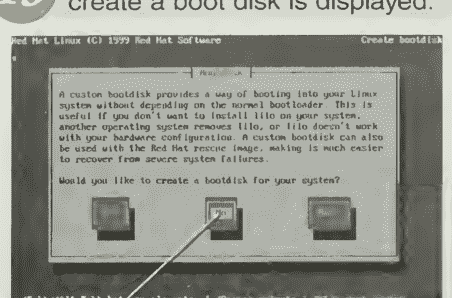 create a boot disk is displayed.
Red Hat Linux (C) 1999 Red Hat Software Create bootdisk
A custom bootdisk provides a way of booting into your Linux
system without depending on the normal bootloader. This is
useful if you don't want to install lilo on your system,
another operating system removes lilo, or lilo doesn't work
with your hardware configuration. A custom bootdisk can also
be used with the Red Hat rescue image, making is much easier
to recover from severe system failures.
Would you like to create a bootdisk for your system?